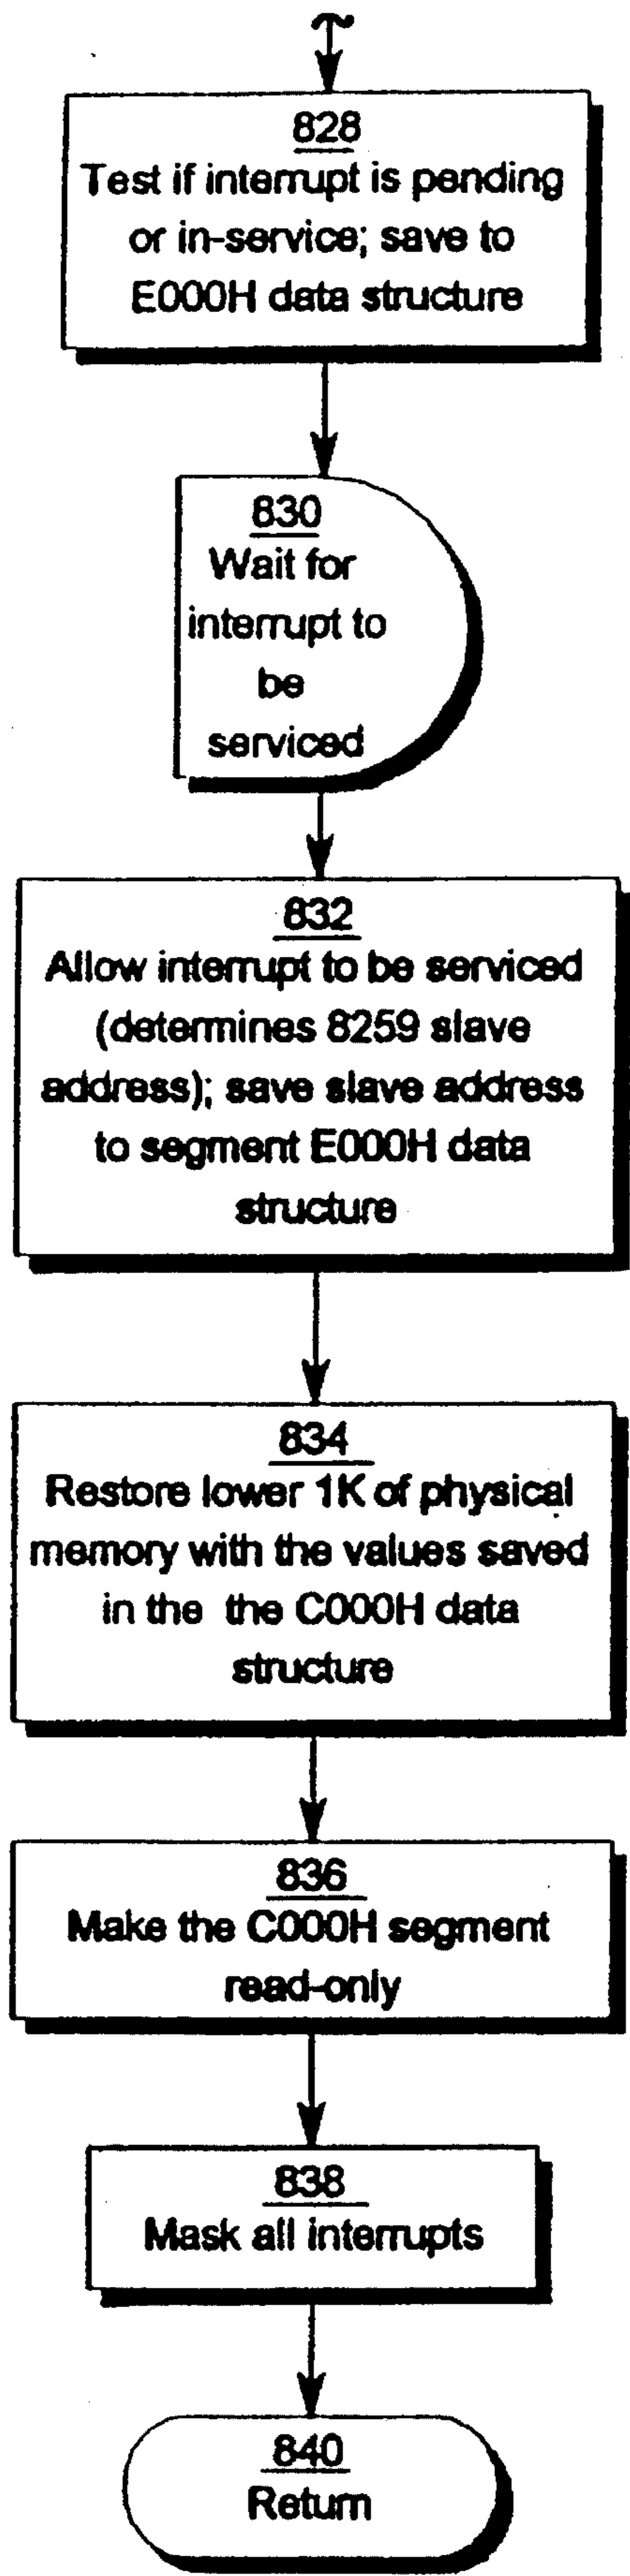 828
Test if interrupt is pending
or in-service; save to
E000H data structure
830
Wait for
interrupt to
be
serviced
832
Allow interrupt to be serviced
(determines 8259 slave
address); save slave address
to segment E000H data
structure
834
Restore lower 1K of physical
memory with the values saved
in the the C000H data
structure
836
Make the C000H segment
read-only
838
Mask all interrupts
840
Return